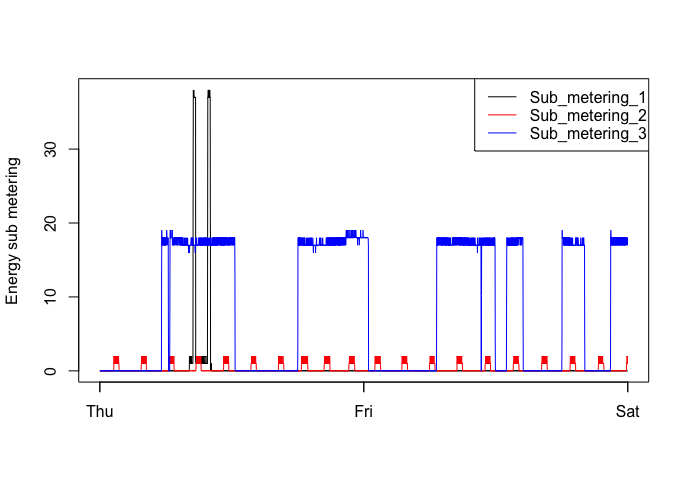 Sub_metering_1
Sub_metering_2
Sub_metering_3
Energy sub metering
30
20
10
0
Thu Fri Sat